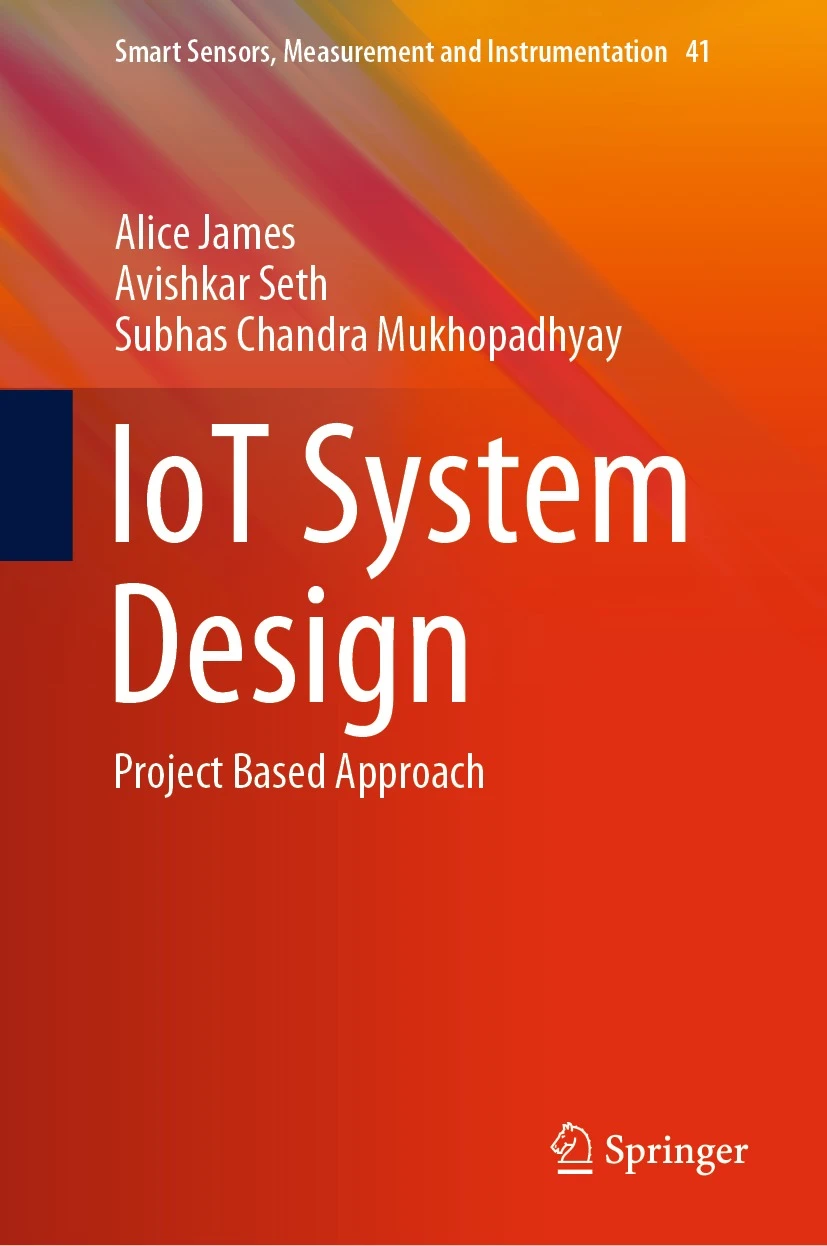 Smart Sensors, Measurement and Instrumentation 41
Alice James
Avishkar Seth
Subhas Chandra Mukhopadhyay
IoT System
Design
Project Based Approach
Springer